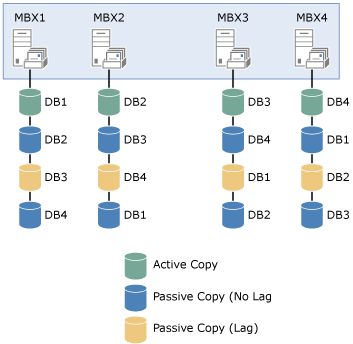 MBX1 MBX2 MBX3 MBX4
DB1 DB2 DB3 DB4
DB2 DB3 DB4 DB1
DB3 DB4 DB1 DB2
DB4 DB1 DB2 DB3
Active Copy
Passive Copy (No Lag
Passive Copy (Lag)